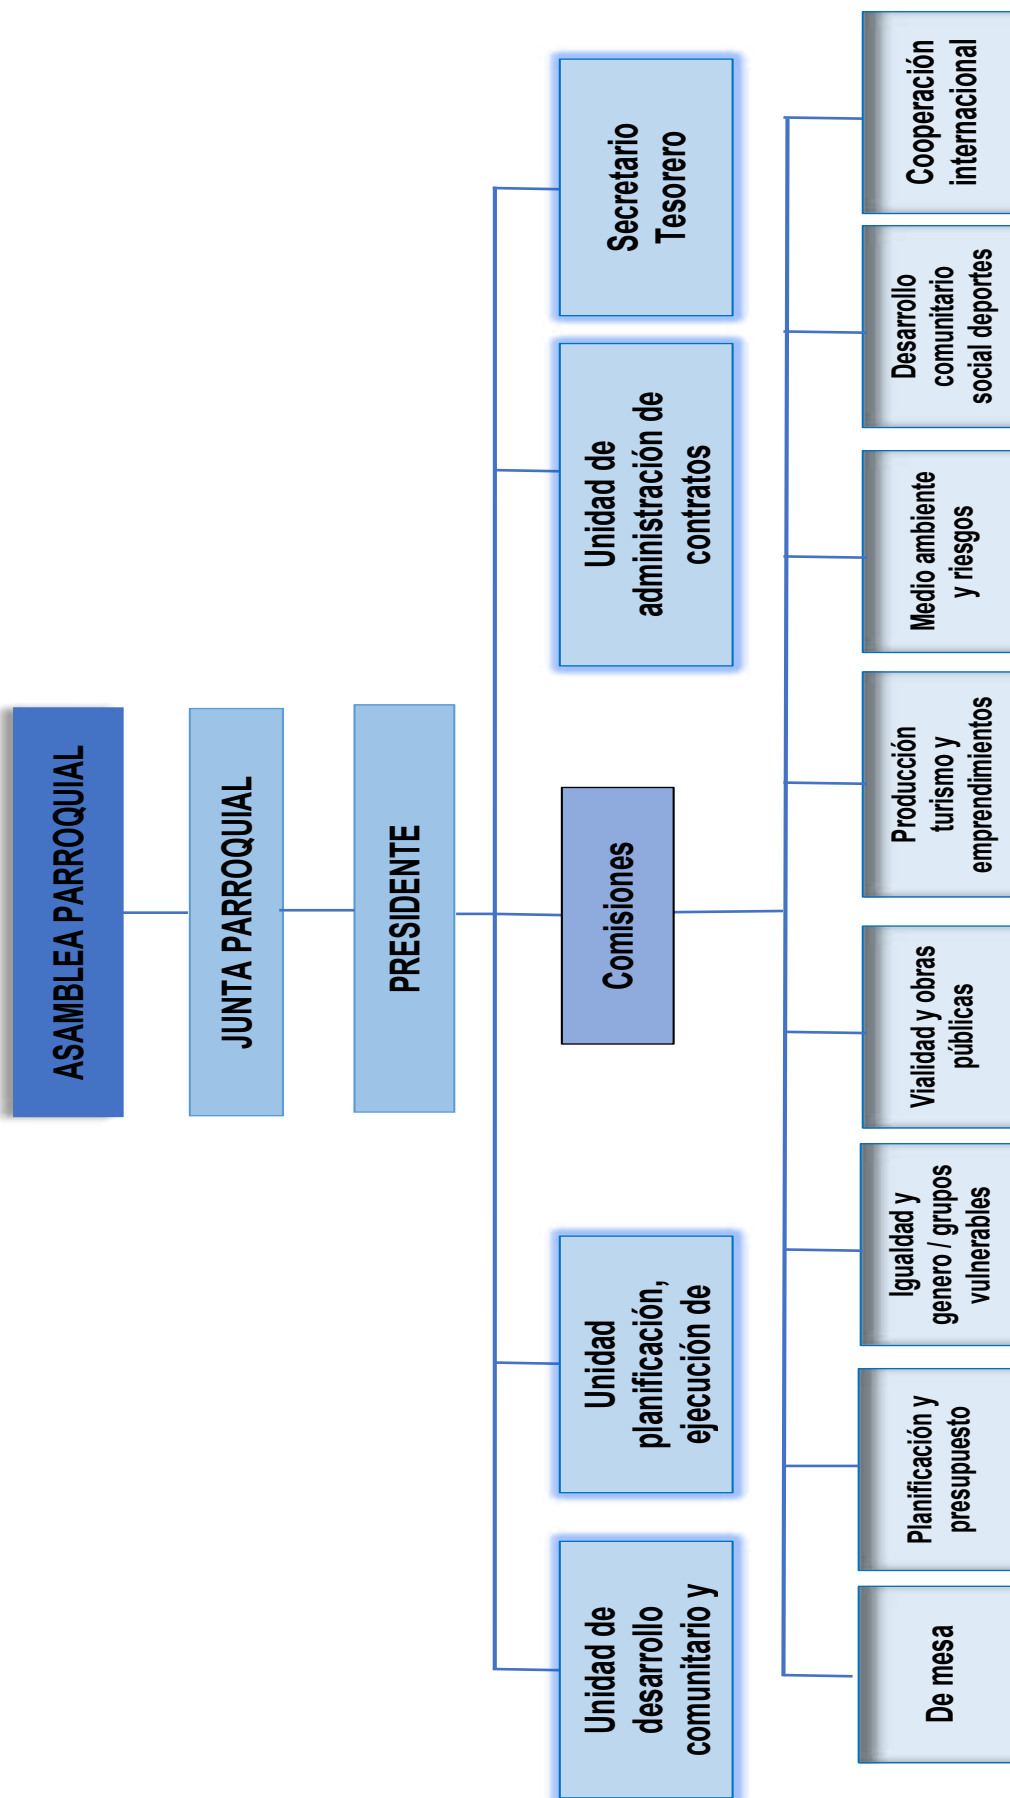 ASAMBLEA PARROQUIAL
JUNTA PARROQUIAL
PRESIDENTE
Unidad de
desarrollo
comunitario y
Unidad
planificación,
ejecución de
Comisiones
Unidad de
administración de
contratos
Secretario
Tesorero
De mesa
Planificación y
presupuesto
Igualdad y
genero / grupos
vulnerables
Vialidad y obras
públicas
Producción
turismo y
emprendimientos
Medio ambiente
y riesgos
Desarrollo
comunitario
social deportes
Cooperación
internacional